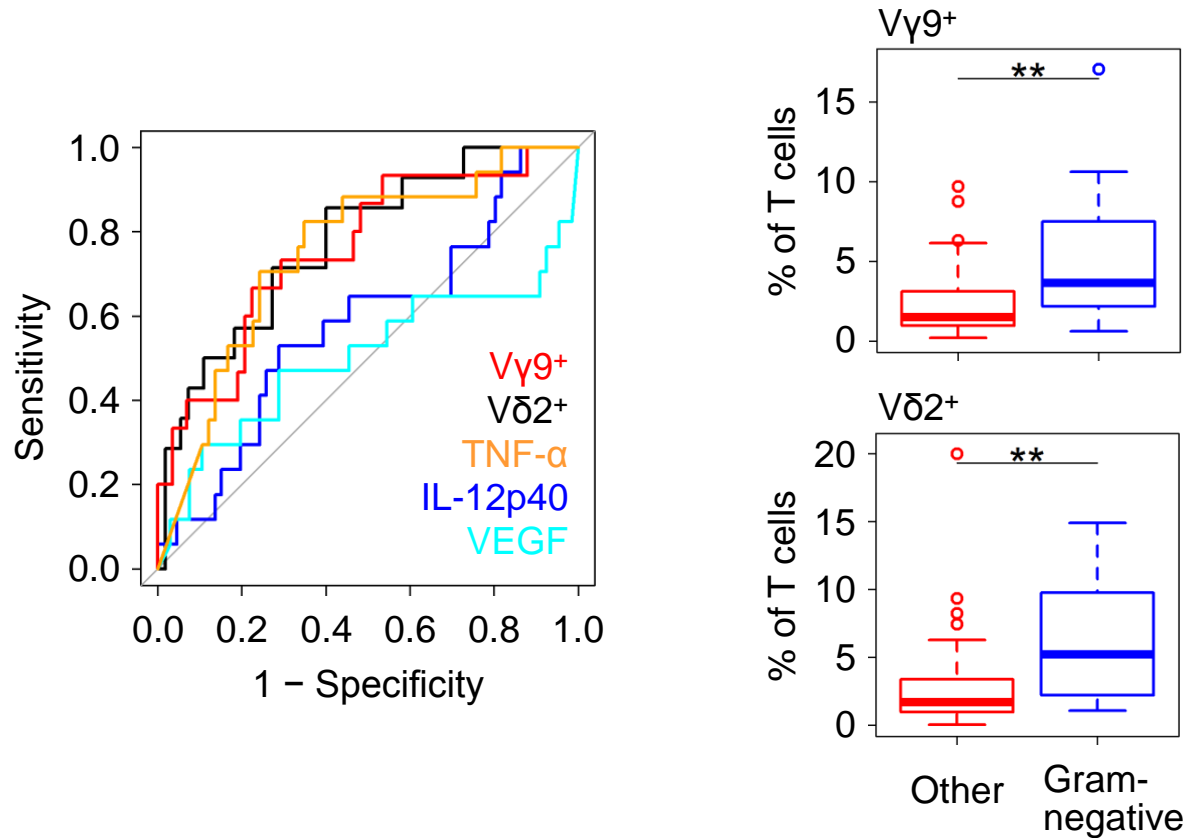 Sensitivity
1.0
0.8
0.6
0.4
0.2
0.0
0.0 0.2 0.4 0.6 0.8 1.0
1 − Specificity
Vγ9⁺
Vδ2⁺
TNF-α
IL-12p40
VEGF
Vγ9⁺
% of T cells
15
10
5
0
**
Vδ2⁺
% of T cells
20
15
10
5
0
**
Other
Gram-
negative